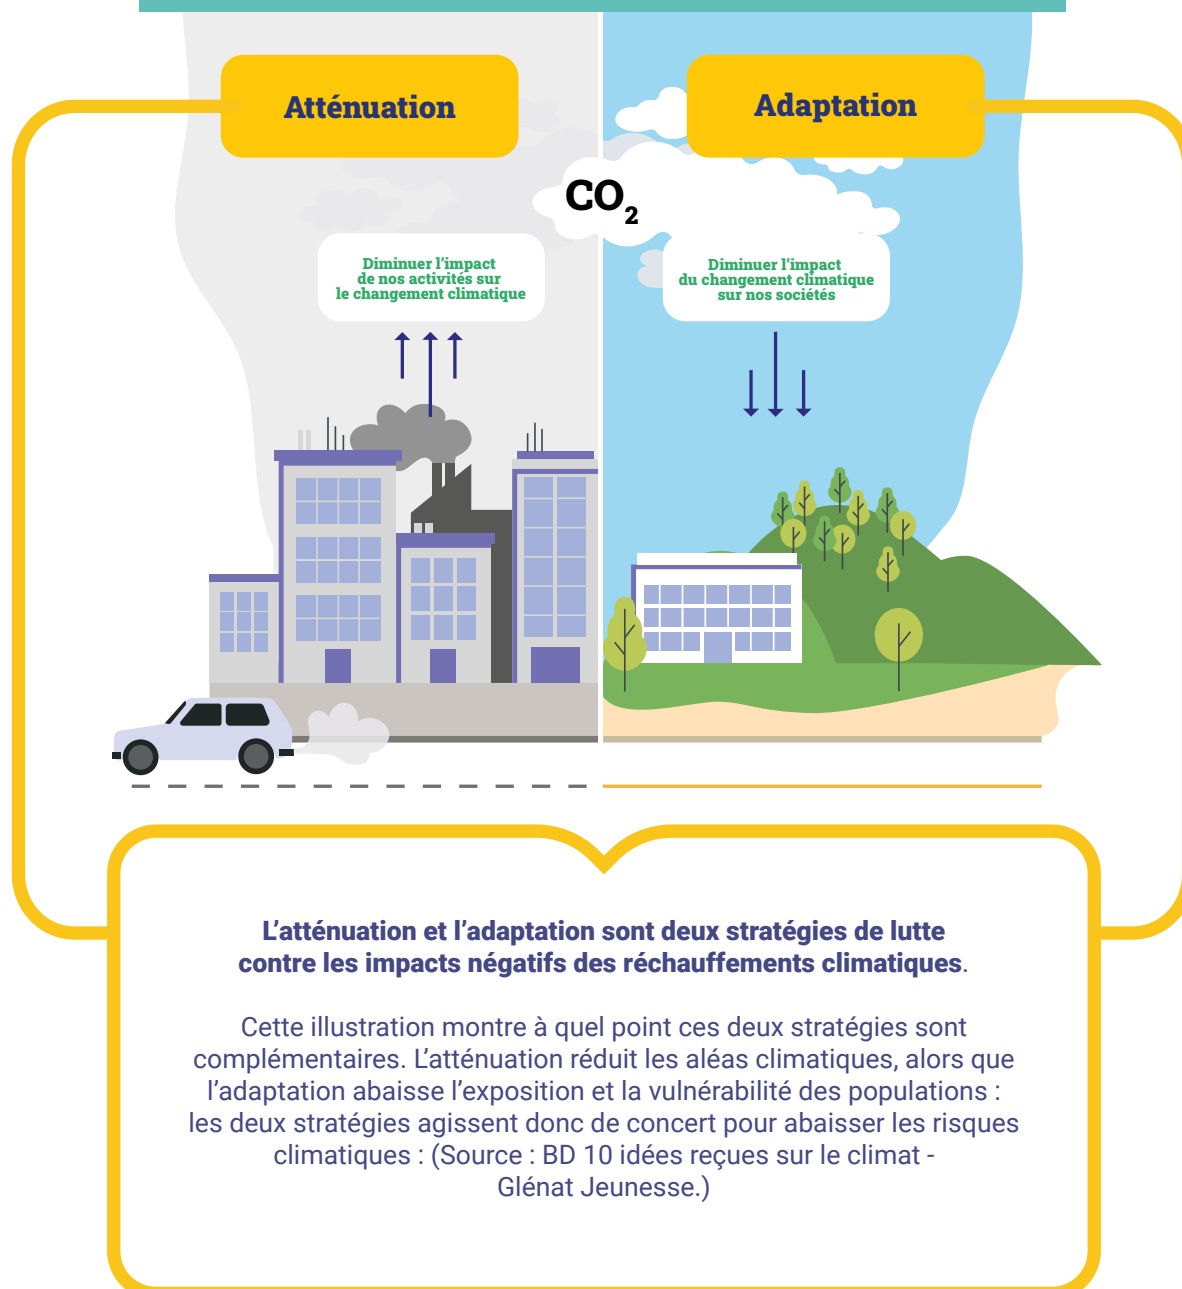 Atténuation
Adaptation
CO₂
Diminuer l’impact
de nos activités sur
le changement climatique
Diminuer l’impact
du changement climatique
sur nos sociétés
L’atténuation et l’adaptation sont deux stratégies de lutte
contre les impacts négatifs des réchauffements climatiques.
Cette illustration montre à quel point ces deux stratégies sont
complémentaires. L’atténuation réduit les aléas climatiques, alors que
l’adaptation abaisse l’exposition et la vulnérabilité des populations :
les deux stratégies agissent donc de concert pour abaisser les risques
climatiques : (Source : BD 10 idées reçues sur le climat -
Glénat Jeunesse.)